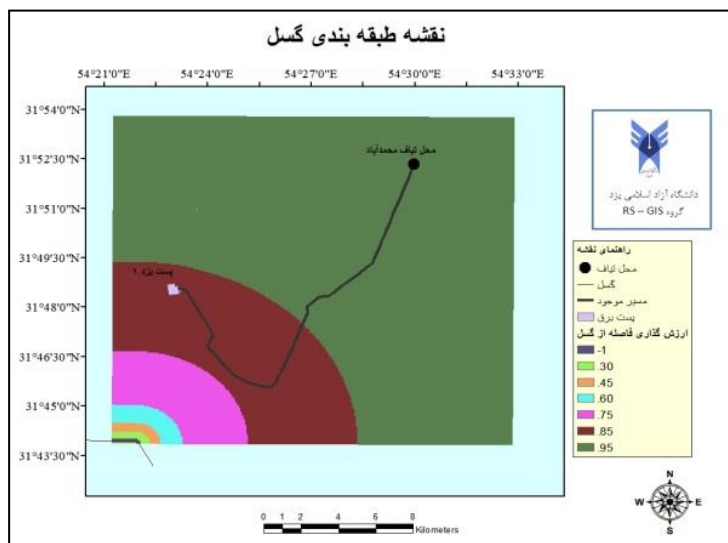 نقشه طبقه بندی گسل
54°21'0"E 54°24'0"E 54°27'0"E 54°30'0"E 54°33'0"E
31°54'0"N
31°52'30"N
31°51'0"N
31°49'30"N
31°48'0"N
31°46'30"N
31°45'0"N
31°43'30"N
محل تپاف محمدآباد
پست یزد ۱
دانشگاه آزاد اسلامی یزد
گروه RS – GIS
راهنمای نقشه
محل تپاف
گسل
مسیر موجود
پست برق
ارزش گذاری فاصله از گسل
-1
.30
.45
.60
.75
.85
.95
N
W E
S
0 1 2 4 6 8
Kilometers